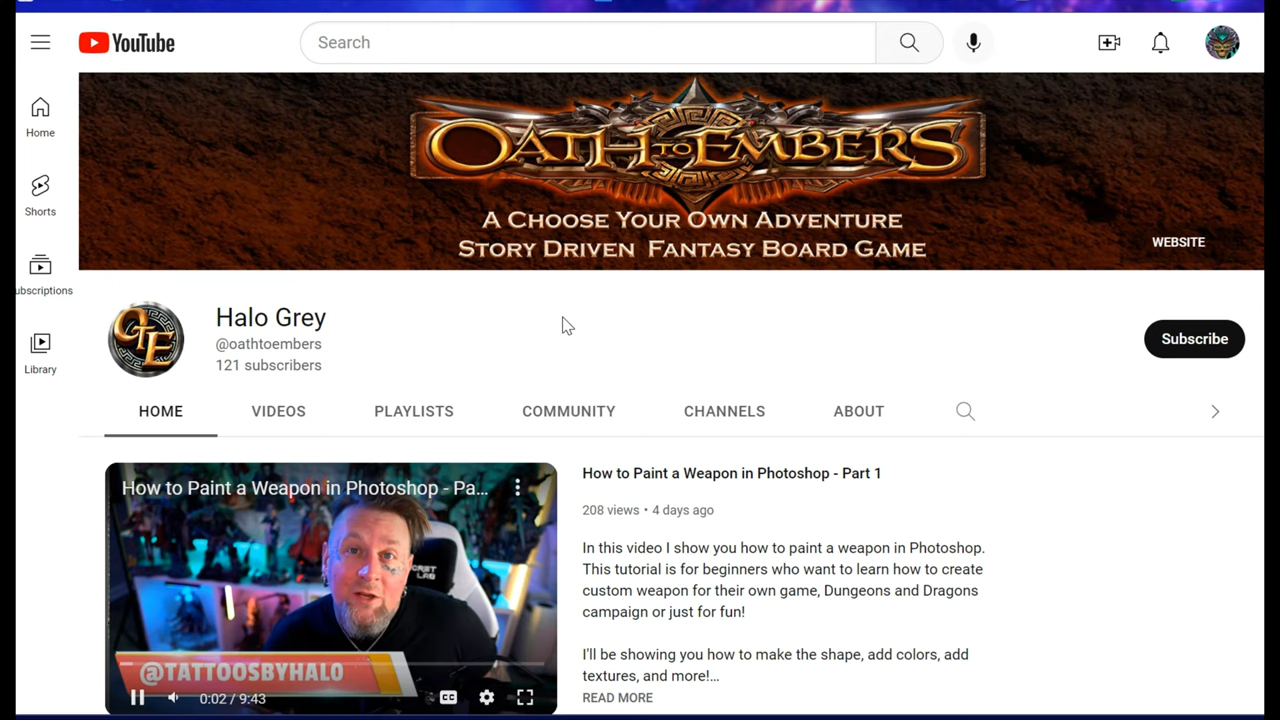 YouTube
Search
Home
Shorts
ubscriptions
Library
OATH TO EMBERS
A CHOOSE YOUR OWN ADVENTURE
STORY DRIVEN FANTASY BOARD GAME
WEBSITE
OTE
Halo Grey
@oathtoembers
121 subscribers
Subscribe
HOME VIDEOS PLAYLISTS COMMUNITY CHANNELS ABOUT
How to Paint a Weapon in Photoshop - Pa...
@TATTOOSBYHALO
0:02 / 9:43
CC
How to Paint a Weapon in Photoshop - Part 1
208 views • 4 days ago
In this video I show you how to paint a weapon in Photoshop.
This tutorial is for beginners who want to learn how to create
custom weapon for their own game, Dungeons and Dragons
campaign or just for fun!
I'll be showing you how to make the shape, add colors, add
textures, and more!...
READ MORE